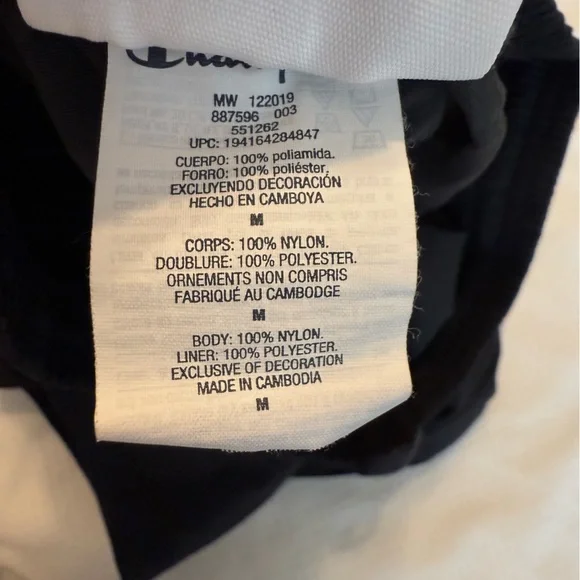 Champion
MW 122019
887596 003
551262
UPC: 194164284847
CUERPO: 100% poliamida.
FORRO: 100% poliéster.
EXCLUYENDO DECORACIÓN
HECHO EN CAMBOYA
M
CORPS: 100% NYLON.
DOUBLURE: 100% POLYESTER.
ORNEMENTS NON COMPRIS
FABRIQUÉ AU CAMBODGE
M
BODY: 100% NYLON.
LINER: 100% POLYESTER.
EXCLUSIVE OF DECORATION
MADE IN CAMBODIA
M